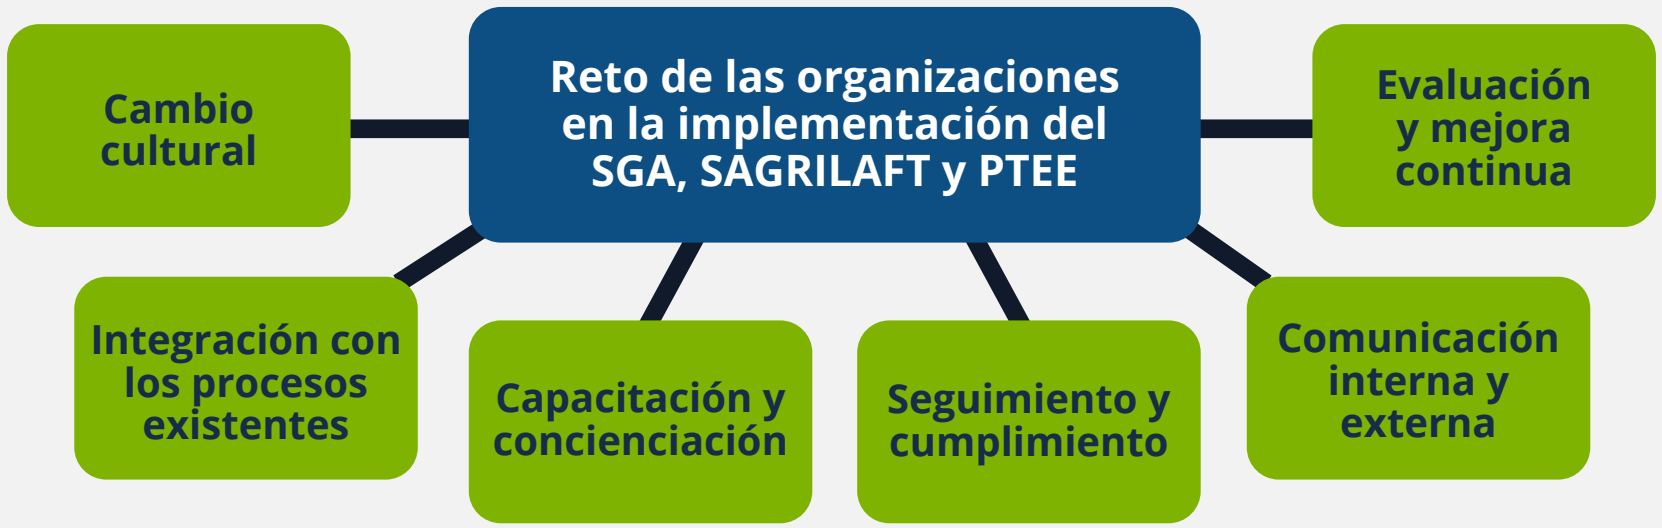 Reto de las organizaciones
en la implementación del
SGA, SAGRILAFT y PTEE
Cambio
cultural
Integración con
los procesos
existentes
Capacitación y
concienciación
Seguimiento y
cumplimiento
Comunicación
interna y
externa
Evaluación
y mejora
continua